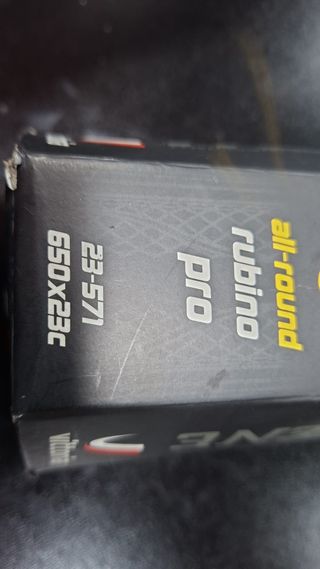 all-round
rubino
pro
23-571
650x23c